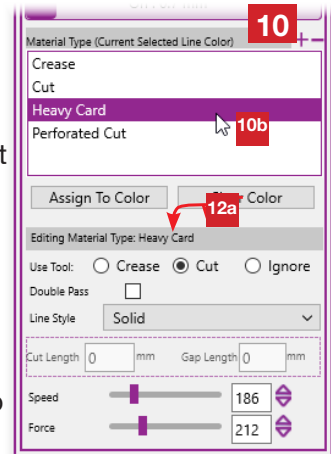 10
Material Type (Current Selected Line Color) + −
Crease
Cut
Heavy Card
10b
Perforated Cut
t
Assign To Color
Color
12a
Editing Material Type: Heavy Card
Use Tool: Crease Cut Ignore
Double Pass
Line Style Solid
Cut Length 0 mm Gap Length 0 mm
Speed 186
Force 212